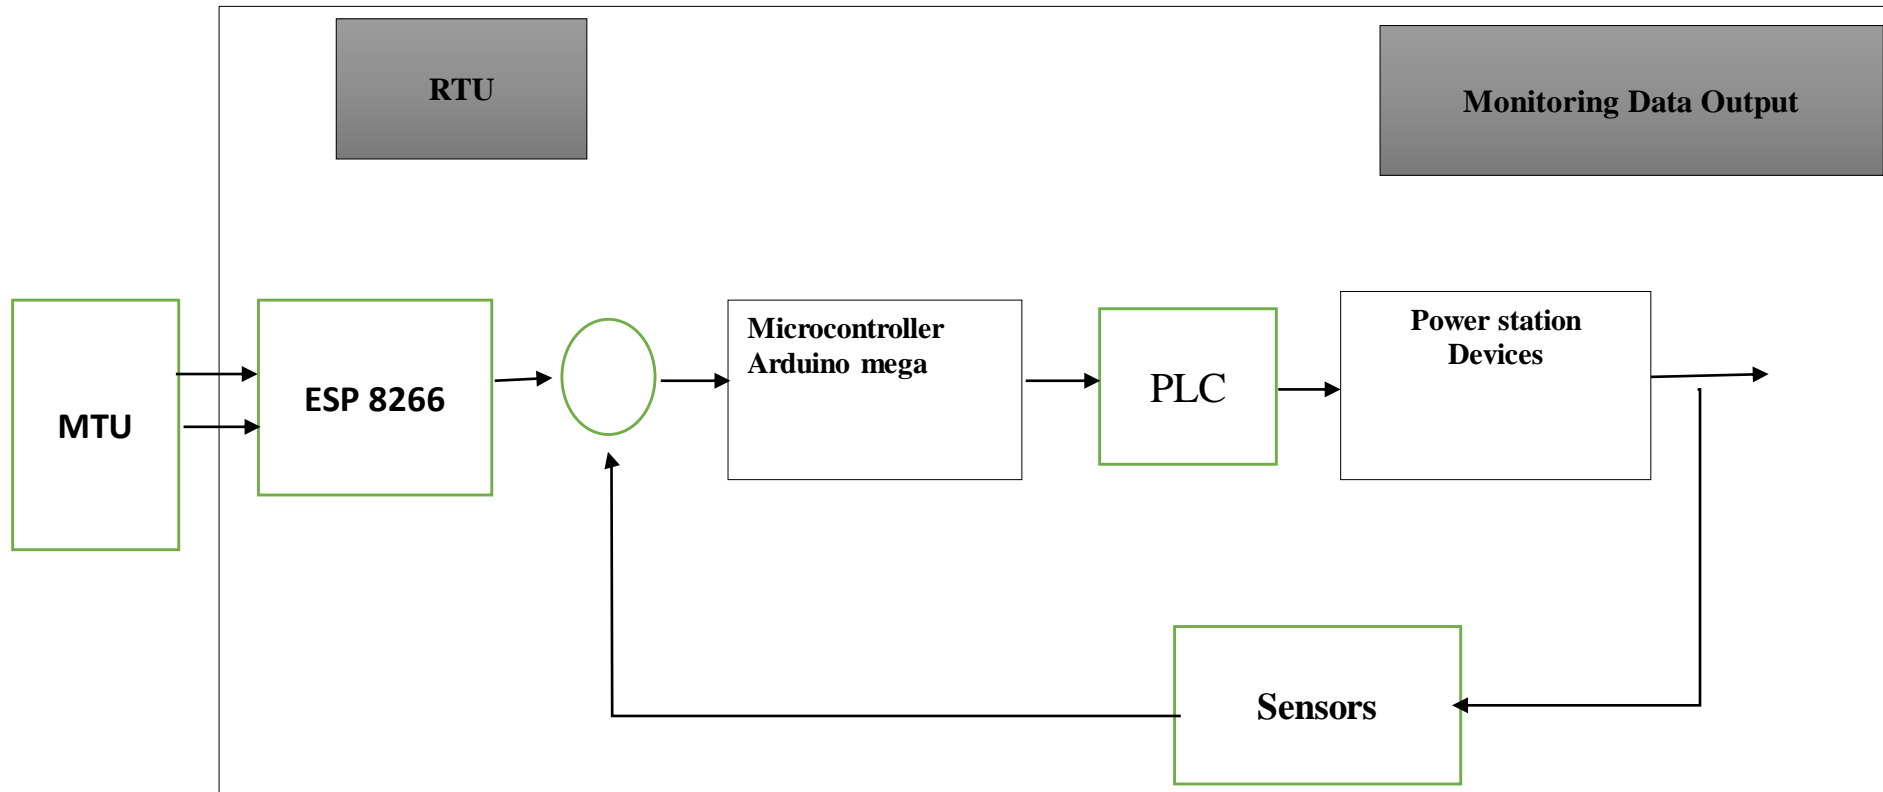 RTU
Monitoring Data Output
MTU
ESP 8266
Microcontroller
Arduino mega
PLC
Power station
Devices
Sensors